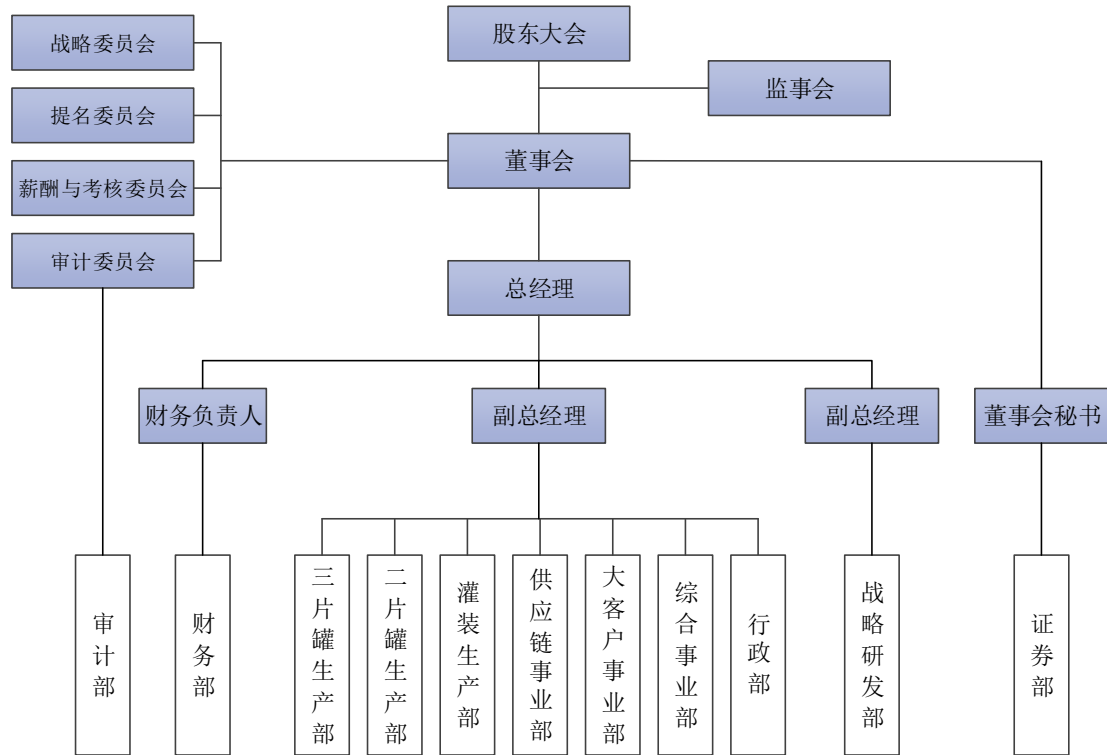 战略委员会
股东大会
监事会
提名委员会
董事会
薪酬与考核委员会
审计委员会
总经理
财务负责人
副总经理
副总经理
董事会秘书
审计部
财务部
三片罐生产部
二片罐生产部
灌装生产部
供应链事业部
大客户事业部
综合事业部
行政部
战略研发部
证券部